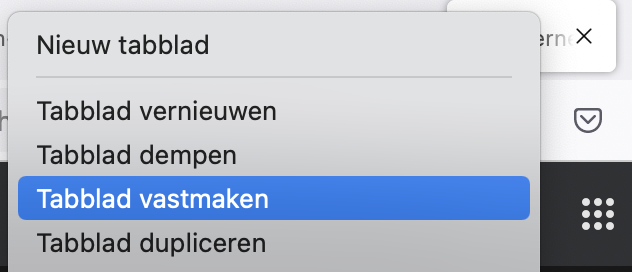 Nieuw tabblad
Tabblad vernieuwen
Tabblad dempen
Tabblad vastmaken
Tabblad dupliceren